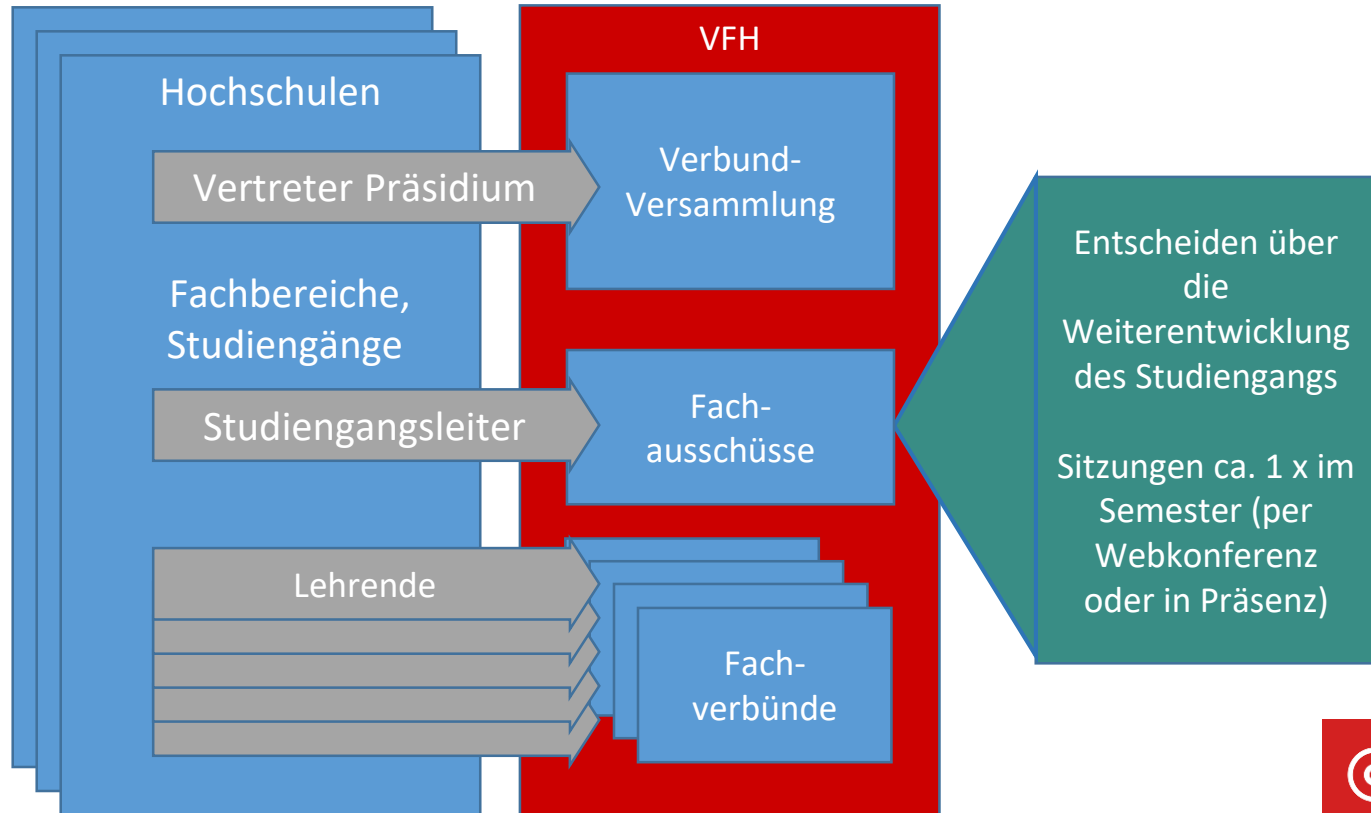 Hochschulen
Vertreter Präsidium
Fachbereiche,
Studiengänge
Studiengangsleiter
Lehrende
VFH
Verbund-
Versammlung
Fach-
ausschüsse
Fach-
verbünde
Entscheiden über
die
Weiterentwicklung
des Studiengangs
Sitzungen ca. 1 x im
Semester (per
Webkonferenz
oder in Präsenz)